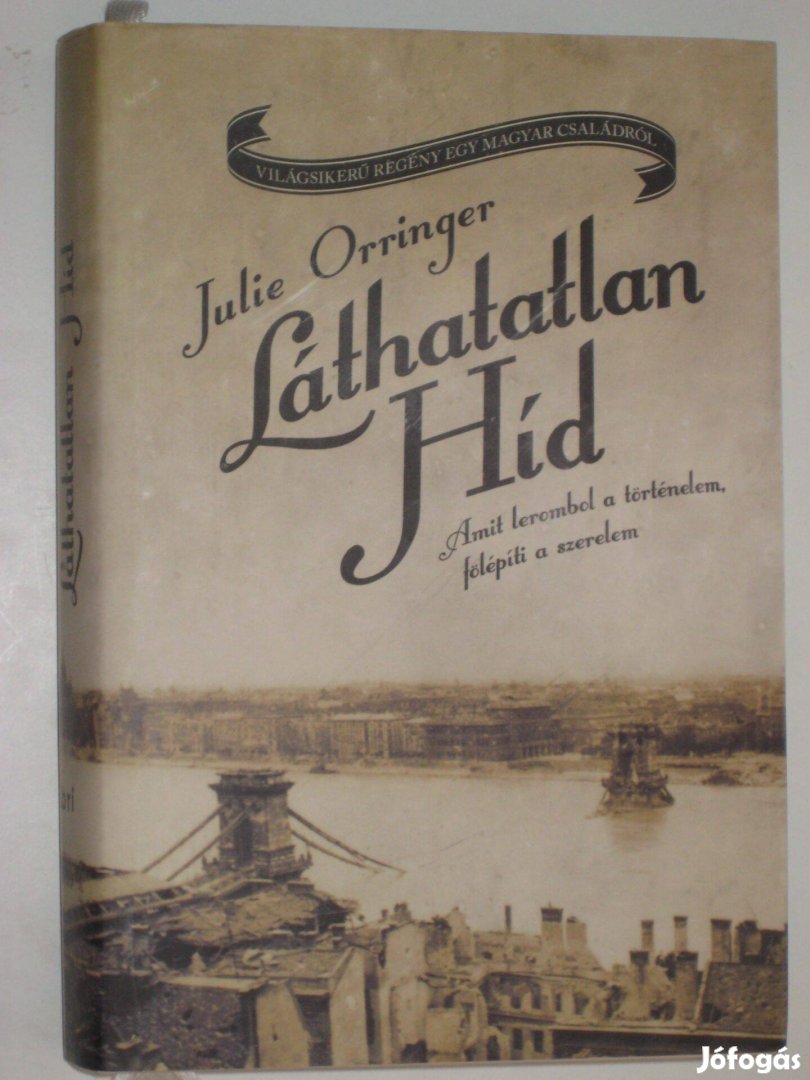 VILÁGSIKERŰ REGÉNY EGY MAGYAR CSALÁDRÓL
Julie Orringer
Láthatatlan
Híd
Amit lerombol a történelem,
fölépíti a szerelem
Láthatatlan Híd
Jófogás